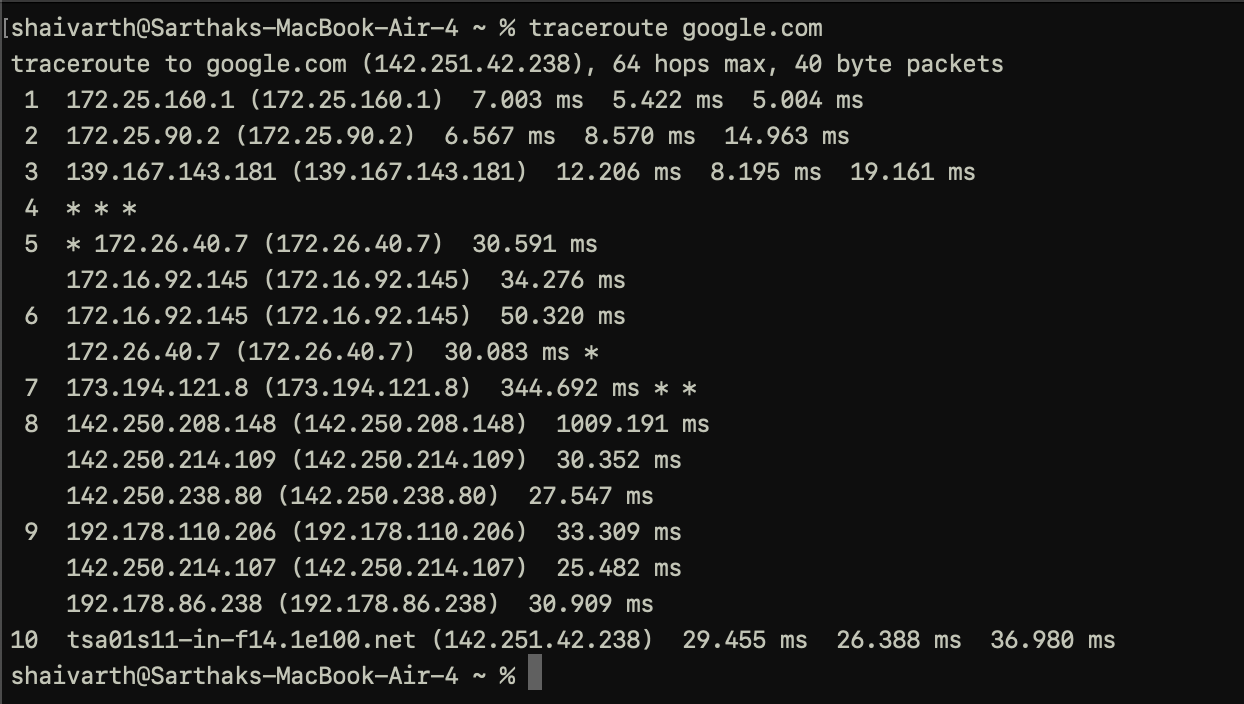 [shaivarth@Sarthaks-MacBook-Air-4 ~ % traceroute google.com
traceroute to google.com (142.251.42.238), 64 hops max, 40 byte packets
 1  172.25.160.1 (172.25.160.1)  7.003 ms  5.422 ms  5.004 ms
 2  172.25.90.2 (172.25.90.2)  6.567 ms  8.570 ms  14.963 ms
 3  139.167.143.181 (139.167.143.181)  12.206 ms  8.195 ms  19.161 ms
 4  * * *
 5  * 172.26.40.7 (172.26.40.7)  30.591 ms
    172.16.92.145 (172.16.92.145)  34.276 ms
 6  172.16.92.145 (172.16.92.145)  50.320 ms
    172.26.40.7 (172.26.40.7)  30.083 ms *
 7  173.194.121.8 (173.194.121.8)  344.692 ms * *
 8  142.250.208.148 (142.250.208.148)  1009.191 ms
    142.250.214.109 (142.250.214.109)  30.352 ms
    142.250.238.80 (142.250.238.80)  27.547 ms
 9  192.178.110.206 (192.178.110.206)  33.309 ms
    142.250.214.107 (142.250.214.107)  25.482 ms
    192.178.86.238 (192.178.86.238)  30.909 ms
10  tsa01s11-in-f14.1e100.net (142.251.42.238)  29.455 ms  26.388 ms  36.980 ms
shaivarth@Sarthaks-MacBook-Air-4 ~ %